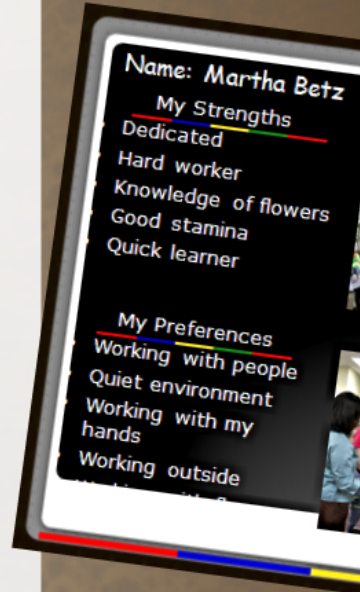 Name: Martha Betz
My Strengths
Dedicated
Hard worker
Knowledge of flowers
Good stamina
Quick learner
My Preferences
Working with people
Quiet environment
Working with my
hands
Working outside